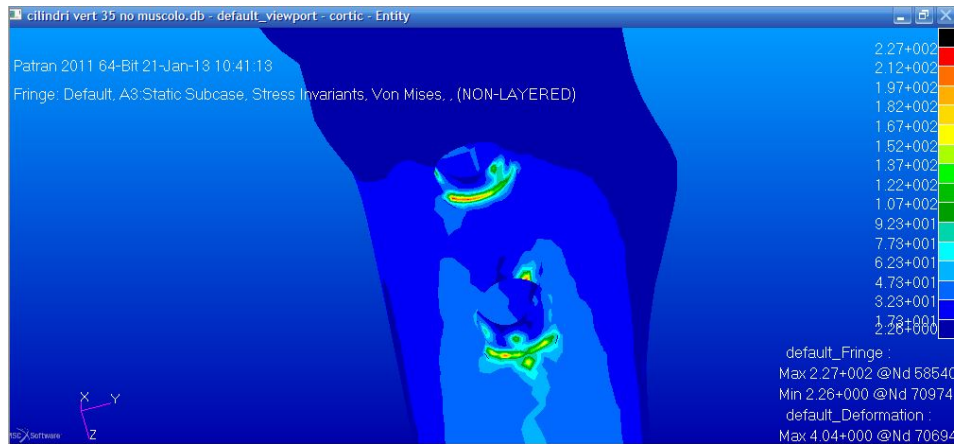 cilindri vert 35 no muscolo.db - default_viewport - cortic - Entity
Patran 2011 64-Bit 21-Jan-13 10:41:13
Fringe: Default, A3:Static Subcase, Stress Invariants, Von Mises, , (NON-LAYERED)
2.27+002
2.12+002
1.97+002
1.82+002
1.67+002
1.52+002
1.37+002
1.22+002
1.07+002
9.23+001
7.73+001
6.23+001
4.73+001
3.23+001
1.73+001
2.26+000
default_Fringe :
Max 2.27+002 @Nd 58540
Min 2.26+000 @Nd 70974
default_Deformation :
Max 4.04+000 @Nd 70694
X
Y
Z
MSC Software